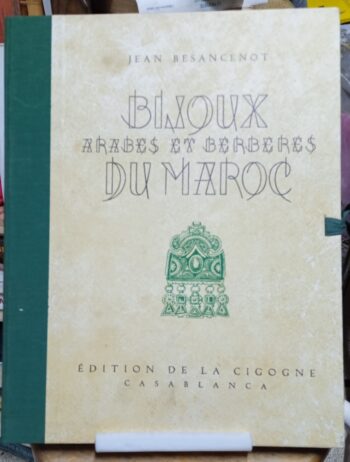 JEAN BESANCENOT
BIJOUX
ARABES ET BERBERES
DU MAROC
ÉDITION DE LA CIGOGNE
CASABLANCA